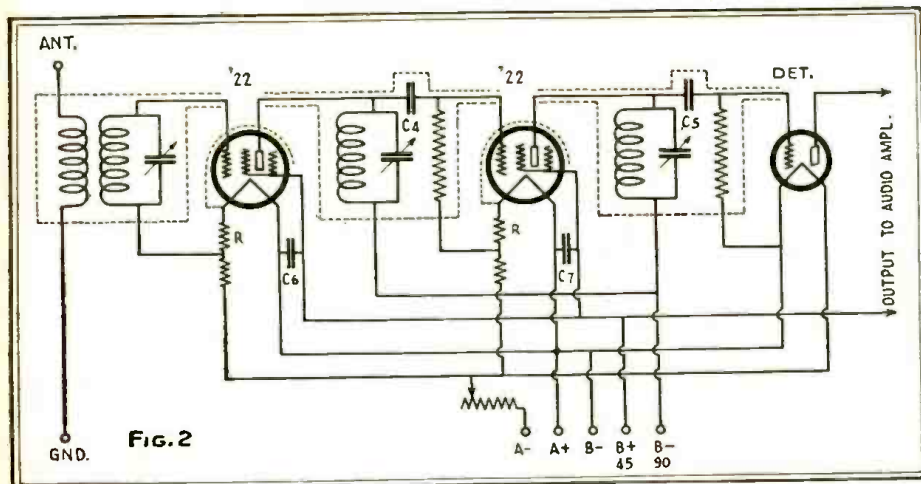 ANT.
'22
'22
DET.
C4
C5
R
R
C6
C7
OUTPUT TO AUDIO AMPL.
FIG. 2
GND.
A-
A+
B-
B+
45
B-
90